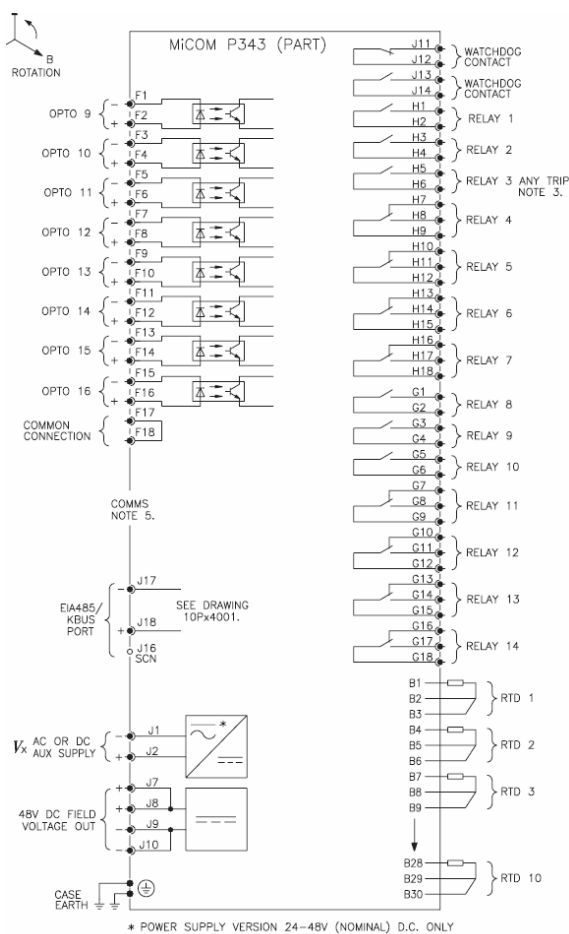 MiCOM P343 (PART)
B
ROTATION
OPTO 9
- F1
+ F2
OPTO 10
- F3
+ F4
OPTO 11
- F5
+ F6
OPTO 12
- F7
+ F8
OPTO 13
- F9
+ F10
OPTO 14
- F11
+ F12
OPTO 15
- F13
+ F14
OPTO 16
- F15
+ F16
COMMON
CONNECTION
F17
F18
COMMS
NOTE 5.
EIA485/
KBUS
PORT
- J17
+ J18
J16
SCN
SEE DRAWING
10Px4001.
Vx AC OR DC
AUX SUPPLY
- J1
+ J2
*
48V DC FIELD
VOLTAGE OUT
+ J7
+ J8
- J9
- J10
CASE
EARTH
J11
J12
WATCHDOG
CONTACT
J13
J14
WATCHDOG
CONTACT
H1
H2
RELAY 1
H3
H4
RELAY 2
H5
H6
RELAY 3 ANY TRIP
NOTE 3.
H7
H8
H9
RELAY 4
H10
H11
H12
RELAY 5
H13
H14
H15
RELAY 6
H16
H17
H18
RELAY 7
G1
G2
RELAY 8
G3
G4
RELAY 9
G5
G6
RELAY 10
G7
G8
G9
RELAY 11
G10
G11
G12
RELAY 12
G13
G14
G15
RELAY 13
G16
G17
G18
RELAY 14
B1
B2
B3
RTD 1
B4
B5
B6
RTD 2
B7
B8
B9
RTD 3
B28
B29
B30
RTD 10
* POWER SUPPLY VERSION 24-48V (NOMINAL) D.C. ONLY